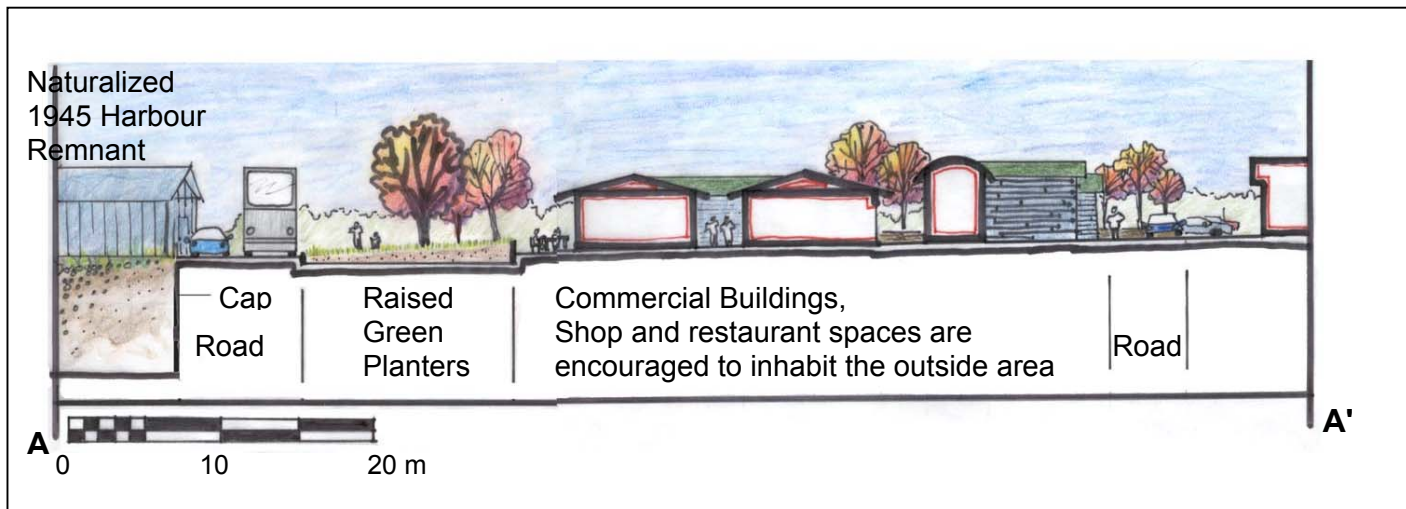 Naturalized
1945 Harbour
Remnant
Cap
Road
Raised
Green
Planters
Commercial Buildings,
Shop and restaurant spaces are
encouraged to inhabit the outside area
Road
A
A'
0 10 20 m